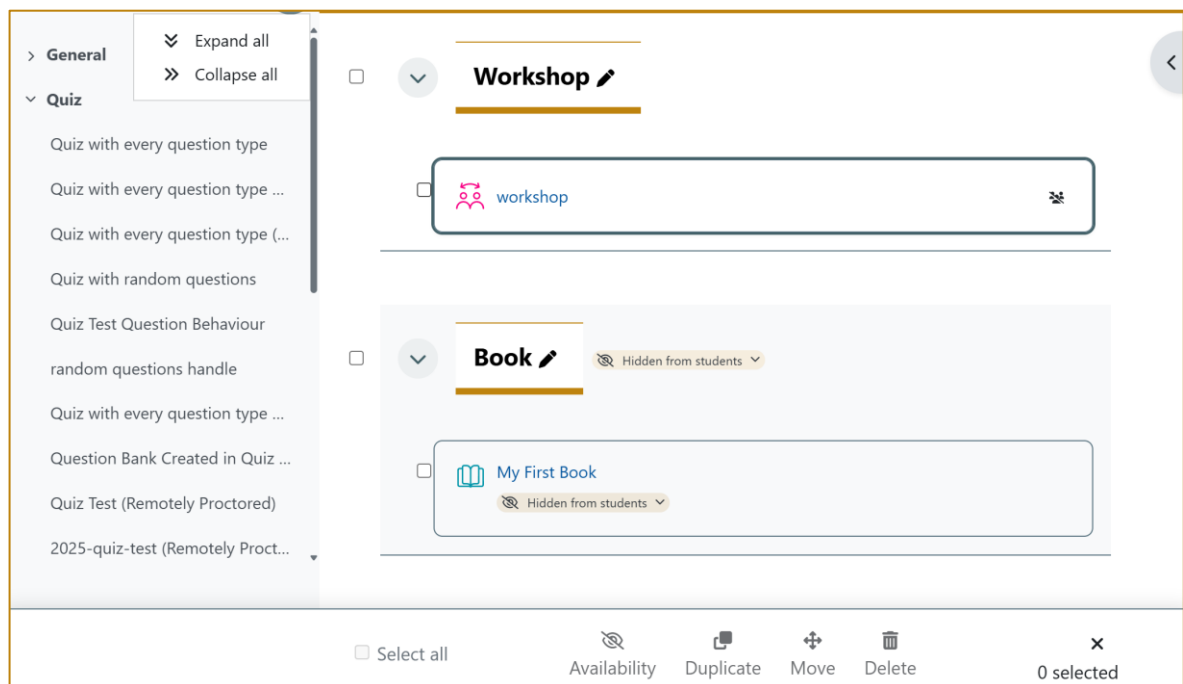 Expand all
Collapse all
General
Quiz
Quiz with every question type
Quiz with every question type ...
Quiz with every question type (...
Quiz with random questions
Quiz Test Question Behaviour
random questions handle
Quiz with every question type ...
Question Bank Created in Quiz ...
Quiz Test (Remotely Proctored)
2025-quiz-test (Remotely Proct...
Workshop
workshop
Book
Hidden from students
My First Book
Hidden from students
Select all
Availability
Duplicate
Move
Delete
0 selected